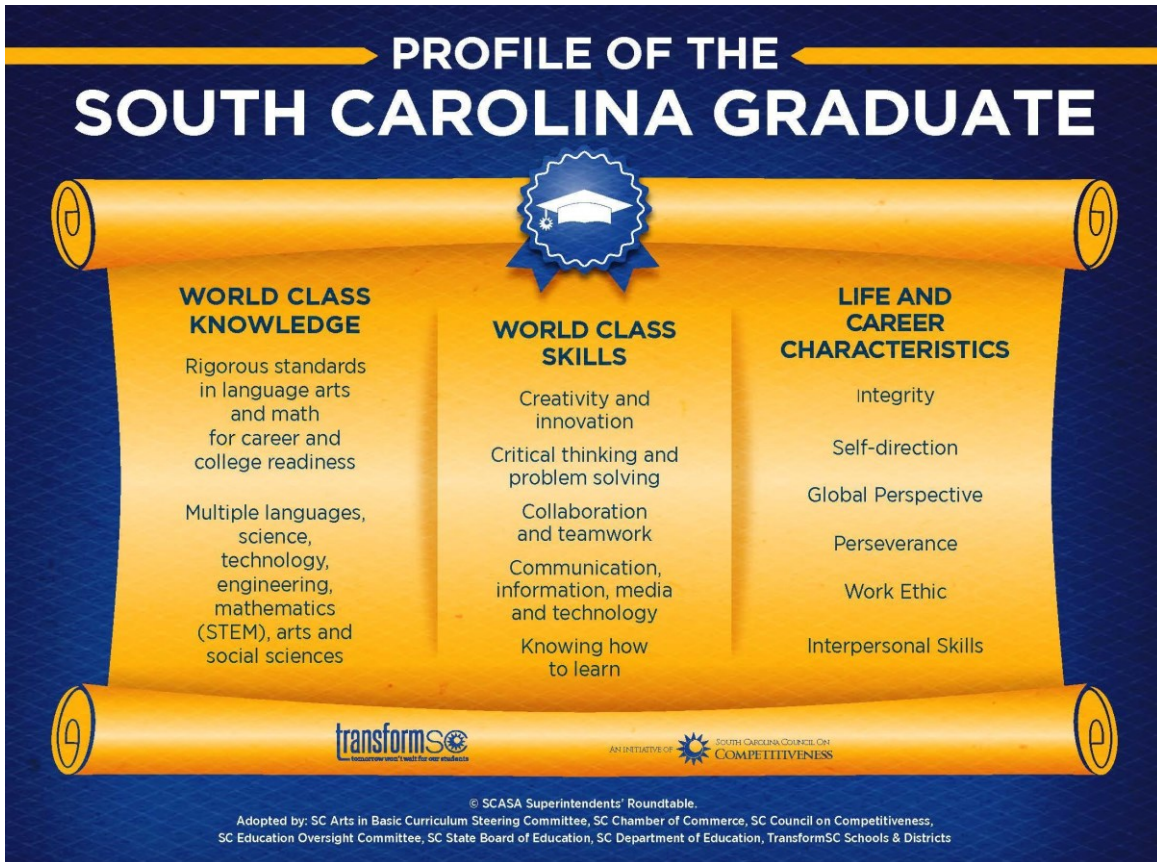 PROFILE OF THE
SOUTH CAROLINA GRADUATE
WORLD CLASS
KNOWLEDGE
Rigorous standards
in language arts
and math
for career and
college readiness
Multiple languages,
science,
technology,
engineering,
mathematics
(STEM), arts and
social sciences
WORLD CLASS
SKILLS
Creativity and
innovation
Critical thinking and
problem solving
Collaboration
and teamwork
Communication,
information, media
and technology
Knowing how
to learn
LIFE AND
CAREER
CHARACTERISTICS
Integrity
Self-direction
Global Perspective
Perseverance
Work Ethic
Interpersonal Skills
transformSC
tomorrow won't wait for our students
AN INITIATIVE OF
SOUTH CAROLINA COUNCIL ON
COMPETITIVENESS
© SCASA Superintendents' Roundtable.
Adopted by: SC Arts in Basic Curriculum Steering Committee, SC Chamber of Commerce, SC Council on Competitiveness,
SC Education Oversight Committee, SC State Board of Education, SC Department of Education, TransformSC Schools & Districts